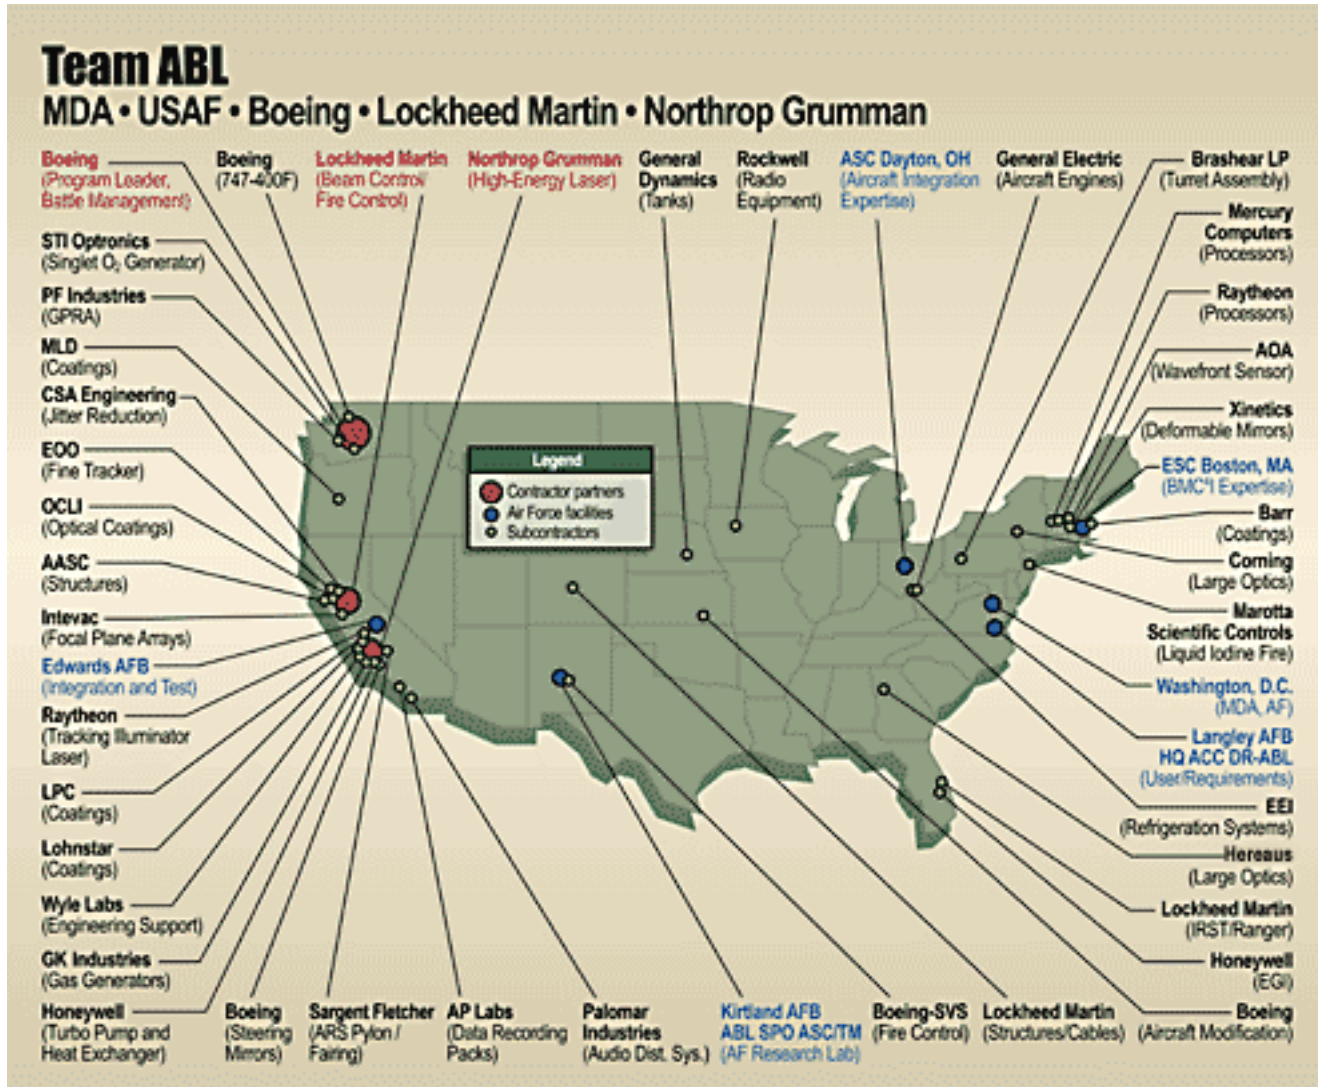 Team ABL
MDA • USAF • Boeing • Lockheed Martin • Northrop Grumman
Boeing
(Program Leader,
Battle Management)
Boeing
(747-400F)
Lockheed Martin
(Beam Control/
Fire Control)
Northrop Grumman
(High-Energy Laser)
General
Dynamics
(Tanks)
Rockwell
(Radio
Equipment)
ASC Dayton, OH
(Aircraft Integration
Expertise)
General Electric
(Aircraft Engines)
Brashear LP
(Turret Assembly)
STI Optronics
(Singlet O₂ Generator)
PF Industries
(GPRA)
MLD
(Coatings)
CSA Engineering
(Jitter Reduction)
EOO
(Fine Tracker)
OCLI
(Optical Coatings)
AASC
(Structures)
Intevac
(Focal Plane Arrays)
Edwards AFB
(Integration and Test)
Raytheon
(Tracking Illuminator
Laser)
LPC
(Coatings)
Lohnstar
(Coatings)
Wyle Labs
(Engineering Support)
GK Industries
(Gas Generators)
Honeywell
(Turbo Pump and
Heat Exchanger)
Legend
Contractor partners
Air Force facilities
Subcontractors
Mercury
Computers
(Processors)
Raytheon
(Processors)
AOA
(Wavefront Sensor)
Xinetics
(Deformable Mirrors)
ESC Boston, MA
(BMC⁴I Expertise)
Barr
(Coatings)
Corning
(Large Optics)
Marotta
Scientific Controls
(Liquid Iodine Fire)
Washington, D.C.
(MDA, AF)
Langley AFB
HQ ACC DR-ABL
(User/Requirements)
EEI
(Refrigeration Systems)
Hereaus
(Large Optics)
Lockheed Martin
(IRST/Ranger)
Honeywell
(EGI)
Boeing
(Steering
Mirrors)
Sargent Fletcher
(ARS Pylon /
Fairing)
AP Labs
(Data Recording
Packs)
Palomar
Industries
(Audio Dist. Sys.)
Kirtland AFB
ABL SPO ASC/TM
(AF Research Lab)
Boeing-SVS
(Fire Control)
Lockheed Martin
(Structures/Cables)
Boeing
(Aircraft Modification)